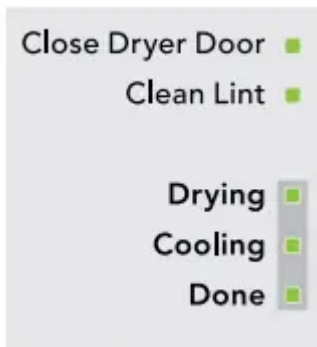 Close Dryer Door
Clean Lint
Drying
Cooling
Done